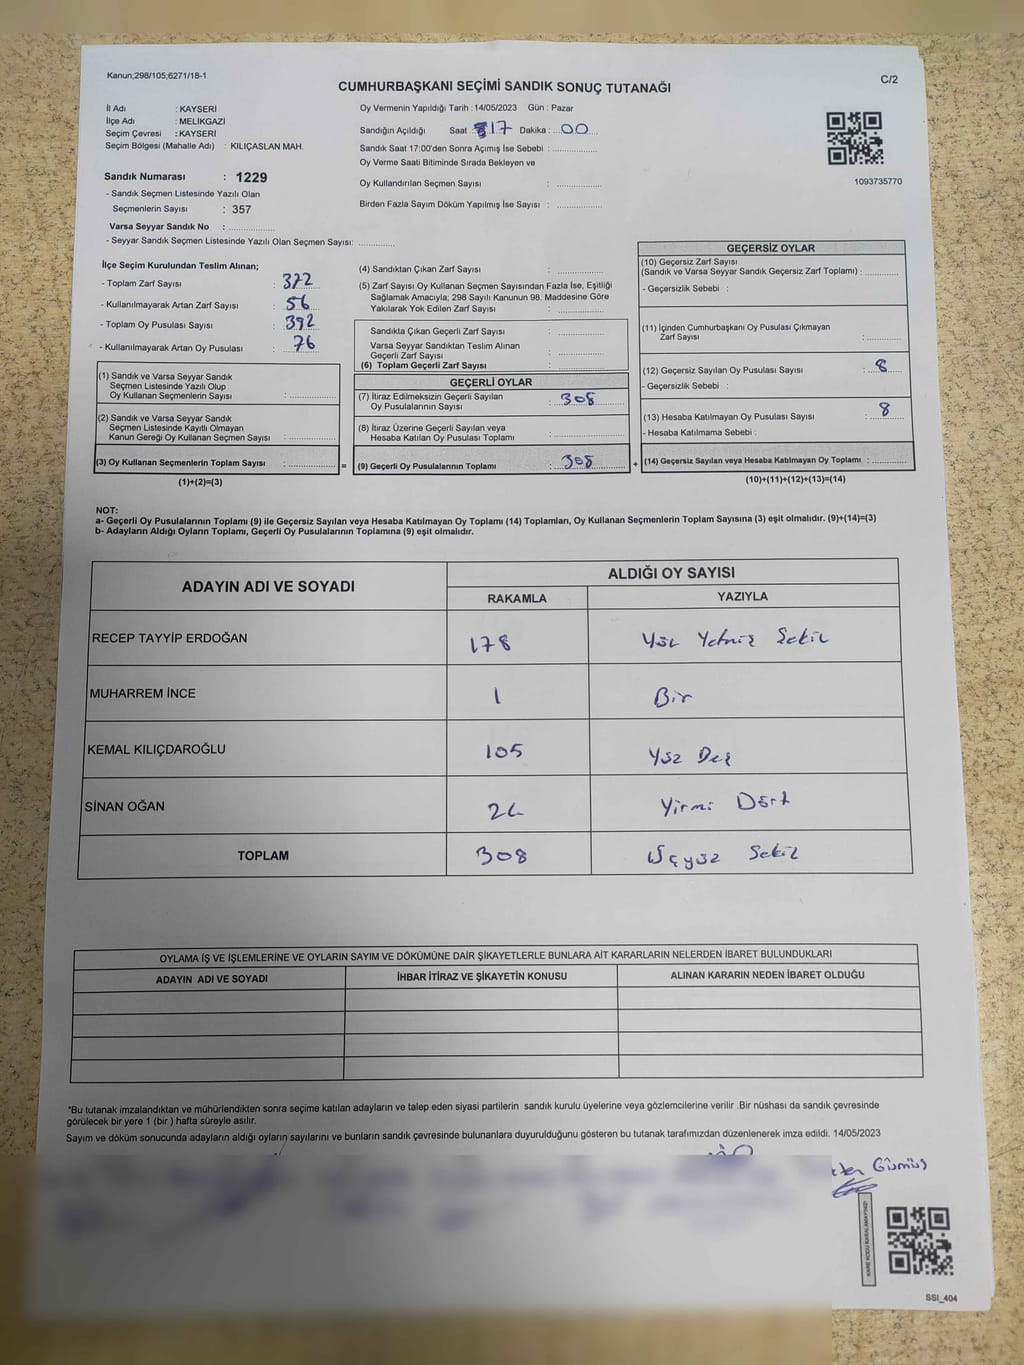 Kanun;298/105;6271/18-1
C/2
CUMHURBAŞKANI SEÇİMİ SANDIK SONUÇ TUTANAĞI
İl Adı : KAYSERİ
İlçe Adı : MELİKGAZİ
Seçim Çevresi : KAYSERİ
Seçim Bölgesi (Mahalle Adı) : KILIÇASLAN MAH.
Sandık Numarası : 1229
- Sandık Seçmen Listesinde Yazılı Olan
Seçmenlerin Sayısı : 357
Varsa Seyyar Sandık No : ................
- Seyyar Sandık Seçmen Listesinde Yazılı Olan Seçmen Sayısı: ............
Oy Vermenin Yapıldığı Tarih : 14/05/2023 Gün : Pazar
Sandığın Açıldığı Saat 17 Dakika : 00
Sandık Saat 17:00'den Sonra Açımış İse Sebebi : ................
Oy Verme Saati Bitiminde Sırada Bekleyen ve
Oy Kullandırılan Seçmen Sayısı : ................
Birden Fazla Sayım Döküm Yapılmış İse Sayısı : ................
1093735770
İlçe Seçim Kurulundan Teslim Alınan;
- Toplam Zarf Sayısı : 372
- Kullanılmayarak Artan Zarf Sayısı : 56
- Toplam Oy Pusulası Sayısı : 392
- Kullanılmayarak Artan Oy Pusulası : 76
(1) Sandık ve Varsa Seyyar Sandık
Seçmen Listesinde Yazılı Olup
Oy Kullanan Seçmenlerin Sayısı : ................
(2) Sandık ve Varsa Seyyar Sandık
Seçmen Listesinde Kayıtlı Olmayan
Kanun Gereği Oy Kullanan Seçmen Sayısı : ................
(3) Oy Kullanan Seçmenlerin Toplam Sayısı : ................
(1)+(2)=(3)
=
(4) Sandıktan Çıkan Zarf Sayısı : ................
(5) Zarf Sayısı Oy Kullanan Seçmen Sayısından Fazla İse, Eşitliği
Sağlamak Amacıyla; 298 Sayılı Kanunun 98. Maddesine Göre
Yakılarak Yok Edilen Zarf Sayısı : ................
Sandıkta Çıkan Geçerli Zarf Sayısı : ................
Varsa Seyyar Sandıktan Teslim Alınan
Geçerli Zarf Sayısı : ................
(6) Toplam Geçerli Zarf Sayısı : ................
GEÇERLİ OYLAR
(7) İtiraz Edilmeksizin Geçerli Sayılan
Oy Pusulalarının Sayısı : 308
(8) İtiraz Üzerine Geçerli Sayılan veya
Hesaba Katılan Oy Pusulası Toplamı : ................
(9) Geçerli Oy Pusulalarının Toplamı : 308
+
GEÇERSİZ OYLAR
(10) Geçersiz Zarf Sayısı
(Sandık ve Varsa Seyyar Sandık Geçersiz Zarf Toplamı) : ............
- Geçersizlik Sebebi :
(11) İçinden Cumhurbaşkanı Oy Pusulası Çıkmayan
Zarf Sayısı : ............
(12) Geçersiz Sayılan Oy Pusulası Sayısı : 8
- Geçersizlik Sebebi :
(13) Hesaba Katılmayan Oy Pusulası Sayısı : 8
- Hesaba Katılmama Sebebi :
(14) Geçersiz Sayılan veya Hesaba Katılmayan Oy Toplamı : ............
(10)+(11)+(12)+(13)=(14)
NOT:
a- Geçerli Oy Pusulalarının Toplamı (9) ile Geçersiz Sayılan veya Hesaba Katılmayan Oy Toplamı (14) Toplamları, Oy Kullanan Seçmenlerin Toplam Sayısına (3) eşit olmalıdır. (9)+(14)=(3)
b- Adayların Aldığı Oyların Toplamı, Geçerli Oy Pusulalarının Toplamına (9) eşit olmalıdır.
ADAYIN ADI VE SOYADI
ALDIĞI OY SAYISI
RAKAMLA YAZIYLA
RECEP TAYYİP ERDOĞAN 178 Yüz Yetmiş Sekiz
MUHARREM İNCE 1 Bir
KEMAL KILIÇDAROĞLU 105 Yüz Beş
SİNAN OĞAN 24 Yirmi Dört
TOPLAM 308 Üçyüz Sekiz
OYLAMA İŞ VE İŞLEMLERİNE VE OYLARIN SAYIM VE DÖKÜMÜNE DAİR ŞİKAYETLERLE BUNLARA AİT KARARLARIN NELERDEN İBARET BULUNDUKLARI
ADAYIN ADI VE SOYADI İHBAR İTİRAZ VE ŞİKAYETİN KONUSU ALINAN KARARIN NEDEN İBARET OLDUĞU
*Bu tutanak imzalandıktan ve mühürlendikten sonra seçime katılan adayların ve talep eden siyasi partilerin sandık kurulu üyelerine veya gözlemcilerine verilir .Bir nüshası da sandık çevresinde
görülecek bir yere 1 (bir ) hafta süreyle asılır.
Sayım ve döküm sonucunda adayların aldığı oyların sayılarını ve bunların sandık çevresinde bulunanlara duyurulduğunu gösteren bu tutanak tarafımızdan düzenlenerek imza edildi. 14/05/2023
Gümüş
KARE KODU KARALAMAYINIZ!
SSI_404